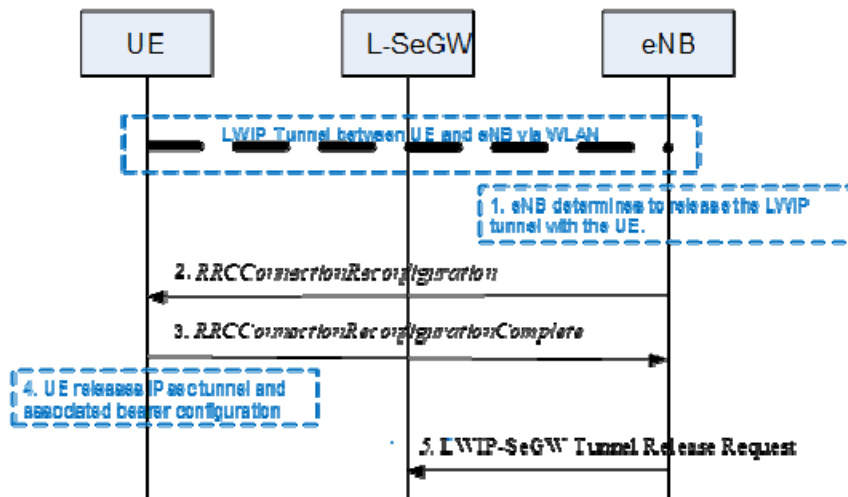 UE
L-SeGW
eNB
LWIP Tunnel between UE and eNB via WLAN
1. eNB determines to release the LWIP
tunnel with the UE.
2. RRCConnectionReconfiguration
3. RRCConnectionReconfigurationComplete
4. UE releases IPsec tunnel and
associated bearer configuration
5. LWIP-SeGW Tunnel Release Request